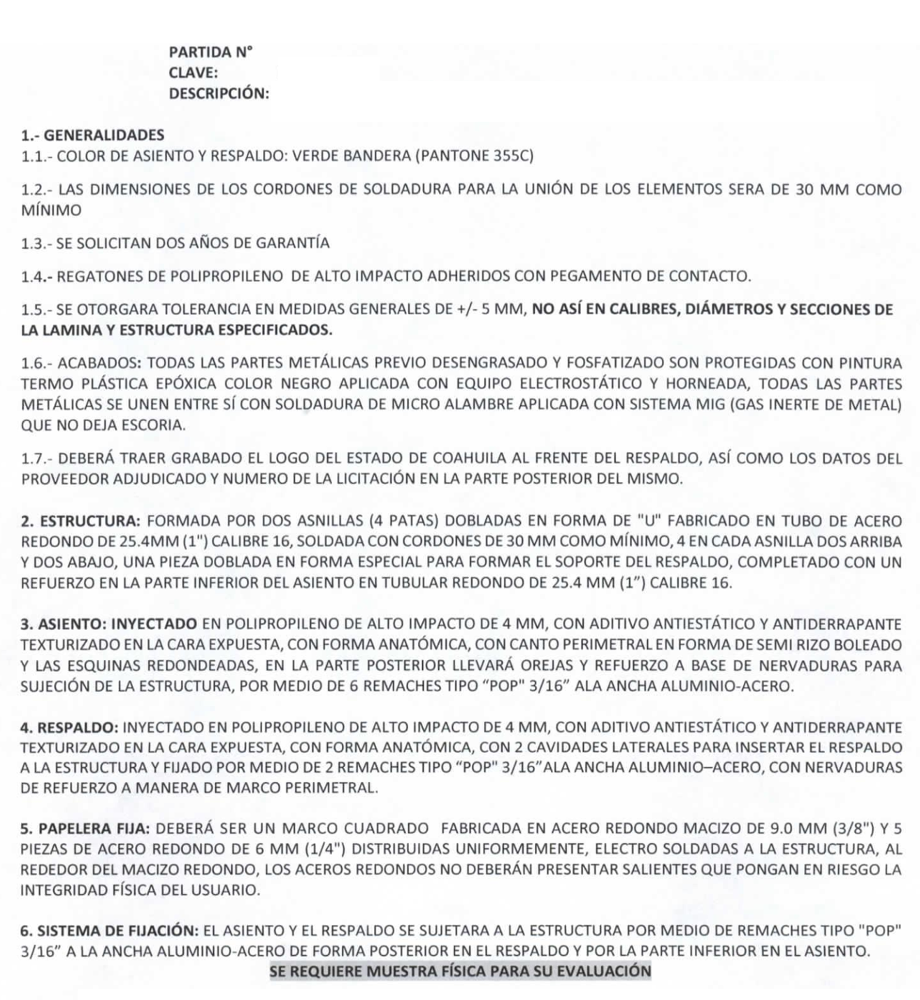 PARTIDA N°
CLAVE:
DESCRIPCIÓN:
1.- GENERALIDADES
1.1.- COLOR DE ASIENTO Y RESPALDO: VERDE BANDERA (PANTONE 355C)
1.2.- LAS DIMENSIONES DE LOS CORDONES DE SOLDADURA PARA LA UNIÓN DE LOS ELEMENTOS SERA DE 30 MM COMO
MÍNIMO
1.3.- SE SOLICITAN DOS AÑOS DE GARANTÍA
1.4.- REGATONES DE POLIPROPILENO DE ALTO IMPACTO ADHERIDOS CON PEGAMENTO DE CONTACTO.
1.5.- SE OTORGARA TOLERANCIA EN MEDIDAS GENERALES DE +/- 5 MM, NO ASÍ EN CALIBRES, DIÁMETROS Y SECCIONES DE
LA LAMINA Y ESTRUCTURA ESPECIFICADOS.
1.6.- ACABADOS: TODAS LAS PARTES METÁLICAS PREVIO DESENGRASADO Y FOSFATIZADO SON PROTEGIDAS CON PINTURA
TERMO PLÁSTICA EPÓXICA COLOR NEGRO APLICADA CON EQUIPO ELECTROSTÁTICO Y HORNEADA, TODAS LAS PARTES
METÁLICAS SE UNEN ENTRE SÍ CON SOLDADURA DE MICRO ALAMBRE APLICADA CON SISTEMA MIG (GAS INERTE DE METAL)
QUE NO DEJA ESCORIA.
1.7.- DEBERÁ TRAER GRABADO EL LOGO DEL ESTADO DE COAHUILA AL FRENTE DEL RESPALDO, ASÍ COMO LOS DATOS DEL
PROVEEDOR ADJUDICADO Y NUMERO DE LA LICITACIÓN EN LA PARTE POSTERIOR DEL MISMO.
2. ESTRUCTURA: FORMADA POR DOS ASNILLAS (4 PATAS) DOBLADAS EN FORMA DE "U" FABRICADO EN TUBO DE ACERO
REDONDO DE 25.4MM (1") CALIBRE 16, SOLDADA CON CORDONES DE 30 MM COMO MÍNIMO, 4 EN CADA ASNILLA DOS ARRIBA
Y DOS ABAJO, UNA PIEZA DOBLADA EN FORMA ESPECIAL PARA FORMAR EL SOPORTE DEL RESPALDO, COMPLETADO CON UN
REFUERZO EN LA PARTE INFERIOR DEL ASIENTO EN TUBULAR REDONDO DE 25.4 MM (1”) CALIBRE 16.
3. ASIENTO: INYECTADO EN POLIPROPILENO DE ALTO IMPACTO DE 4 MM, CON ADITIVO ANTIESTÁTICO Y ANTIDERRAPANTE
TEXTURIZADO EN LA CARA EXPUESTA, CON FORMA ANATÓMICA, CON CANTO PERIMETRAL EN FORMA DE SEMI RIZO BOLEADO
Y LAS ESQUINAS REDONDEADAS, EN LA PARTE POSTERIOR LLEVARÁ OREJAS Y REFUERZO A BASE DE NERVADURAS PARA
SUJECIÓN DE LA ESTRUCTURA, POR MEDIO DE 6 REMACHES TIPO “POP" 3/16” ALA ANCHA ALUMINIO-ACERO.
4. RESPALDO: INYECTADO EN POLIPROPILENO DE ALTO IMPACTO DE 4 MM, CON ADITIVO ANTIESTÁTICO Y ANTIDERRAPANTE
TEXTURIZADO EN LA CARA EXPUESTA, CON FORMA ANATÓMICA, CON 2 CAVIDADES LATERALES PARA INSERTAR EL RESPALDO
A LA ESTRUCTURA Y FIJADO POR MEDIO DE 2 REMACHES TIPO “POP" 3/16”ALA ANCHA ALUMINIO–ACERO, CON NERVADURAS
DE REFUERZO A MANERA DE MARCO PERIMETRAL.
5. PAPELERA FIJA: DEBERÁ SER UN MARCO CUADRADO FABRICADA EN ACERO REDONDO MACIZO DE 9.0 MM (3/8") Y 5
PIEZAS DE ACERO REDONDO DE 6 MM (1/4") DISTRIBUIDAS UNIFORMEMENTE, ELECTRO SOLDADAS A LA ESTRUCTURA, AL
REDEDOR DEL MACIZO REDONDO, LOS ACEROS REDONDOS NO DEBERÁN PRESENTAR SALIENTES QUE PONGAN EN RIESGO LA
INTEGRIDAD FÍSICA DEL USUARIO.
6. SISTEMA DE FIJACIÓN: EL ASIENTO Y EL RESPALDO SE SUJETARA A LA ESTRUCTURA POR MEDIO DE REMACHES TIPO "POP"
3/16” A LA ANCHA ALUMINIO-ACERO DE FORMA POSTERIOR EN EL RESPALDO Y POR LA PARTE INFERIOR EN EL ASIENTO.
SE REQUIERE MUESTRA FÍSICA PARA SU EVALUACIÓN